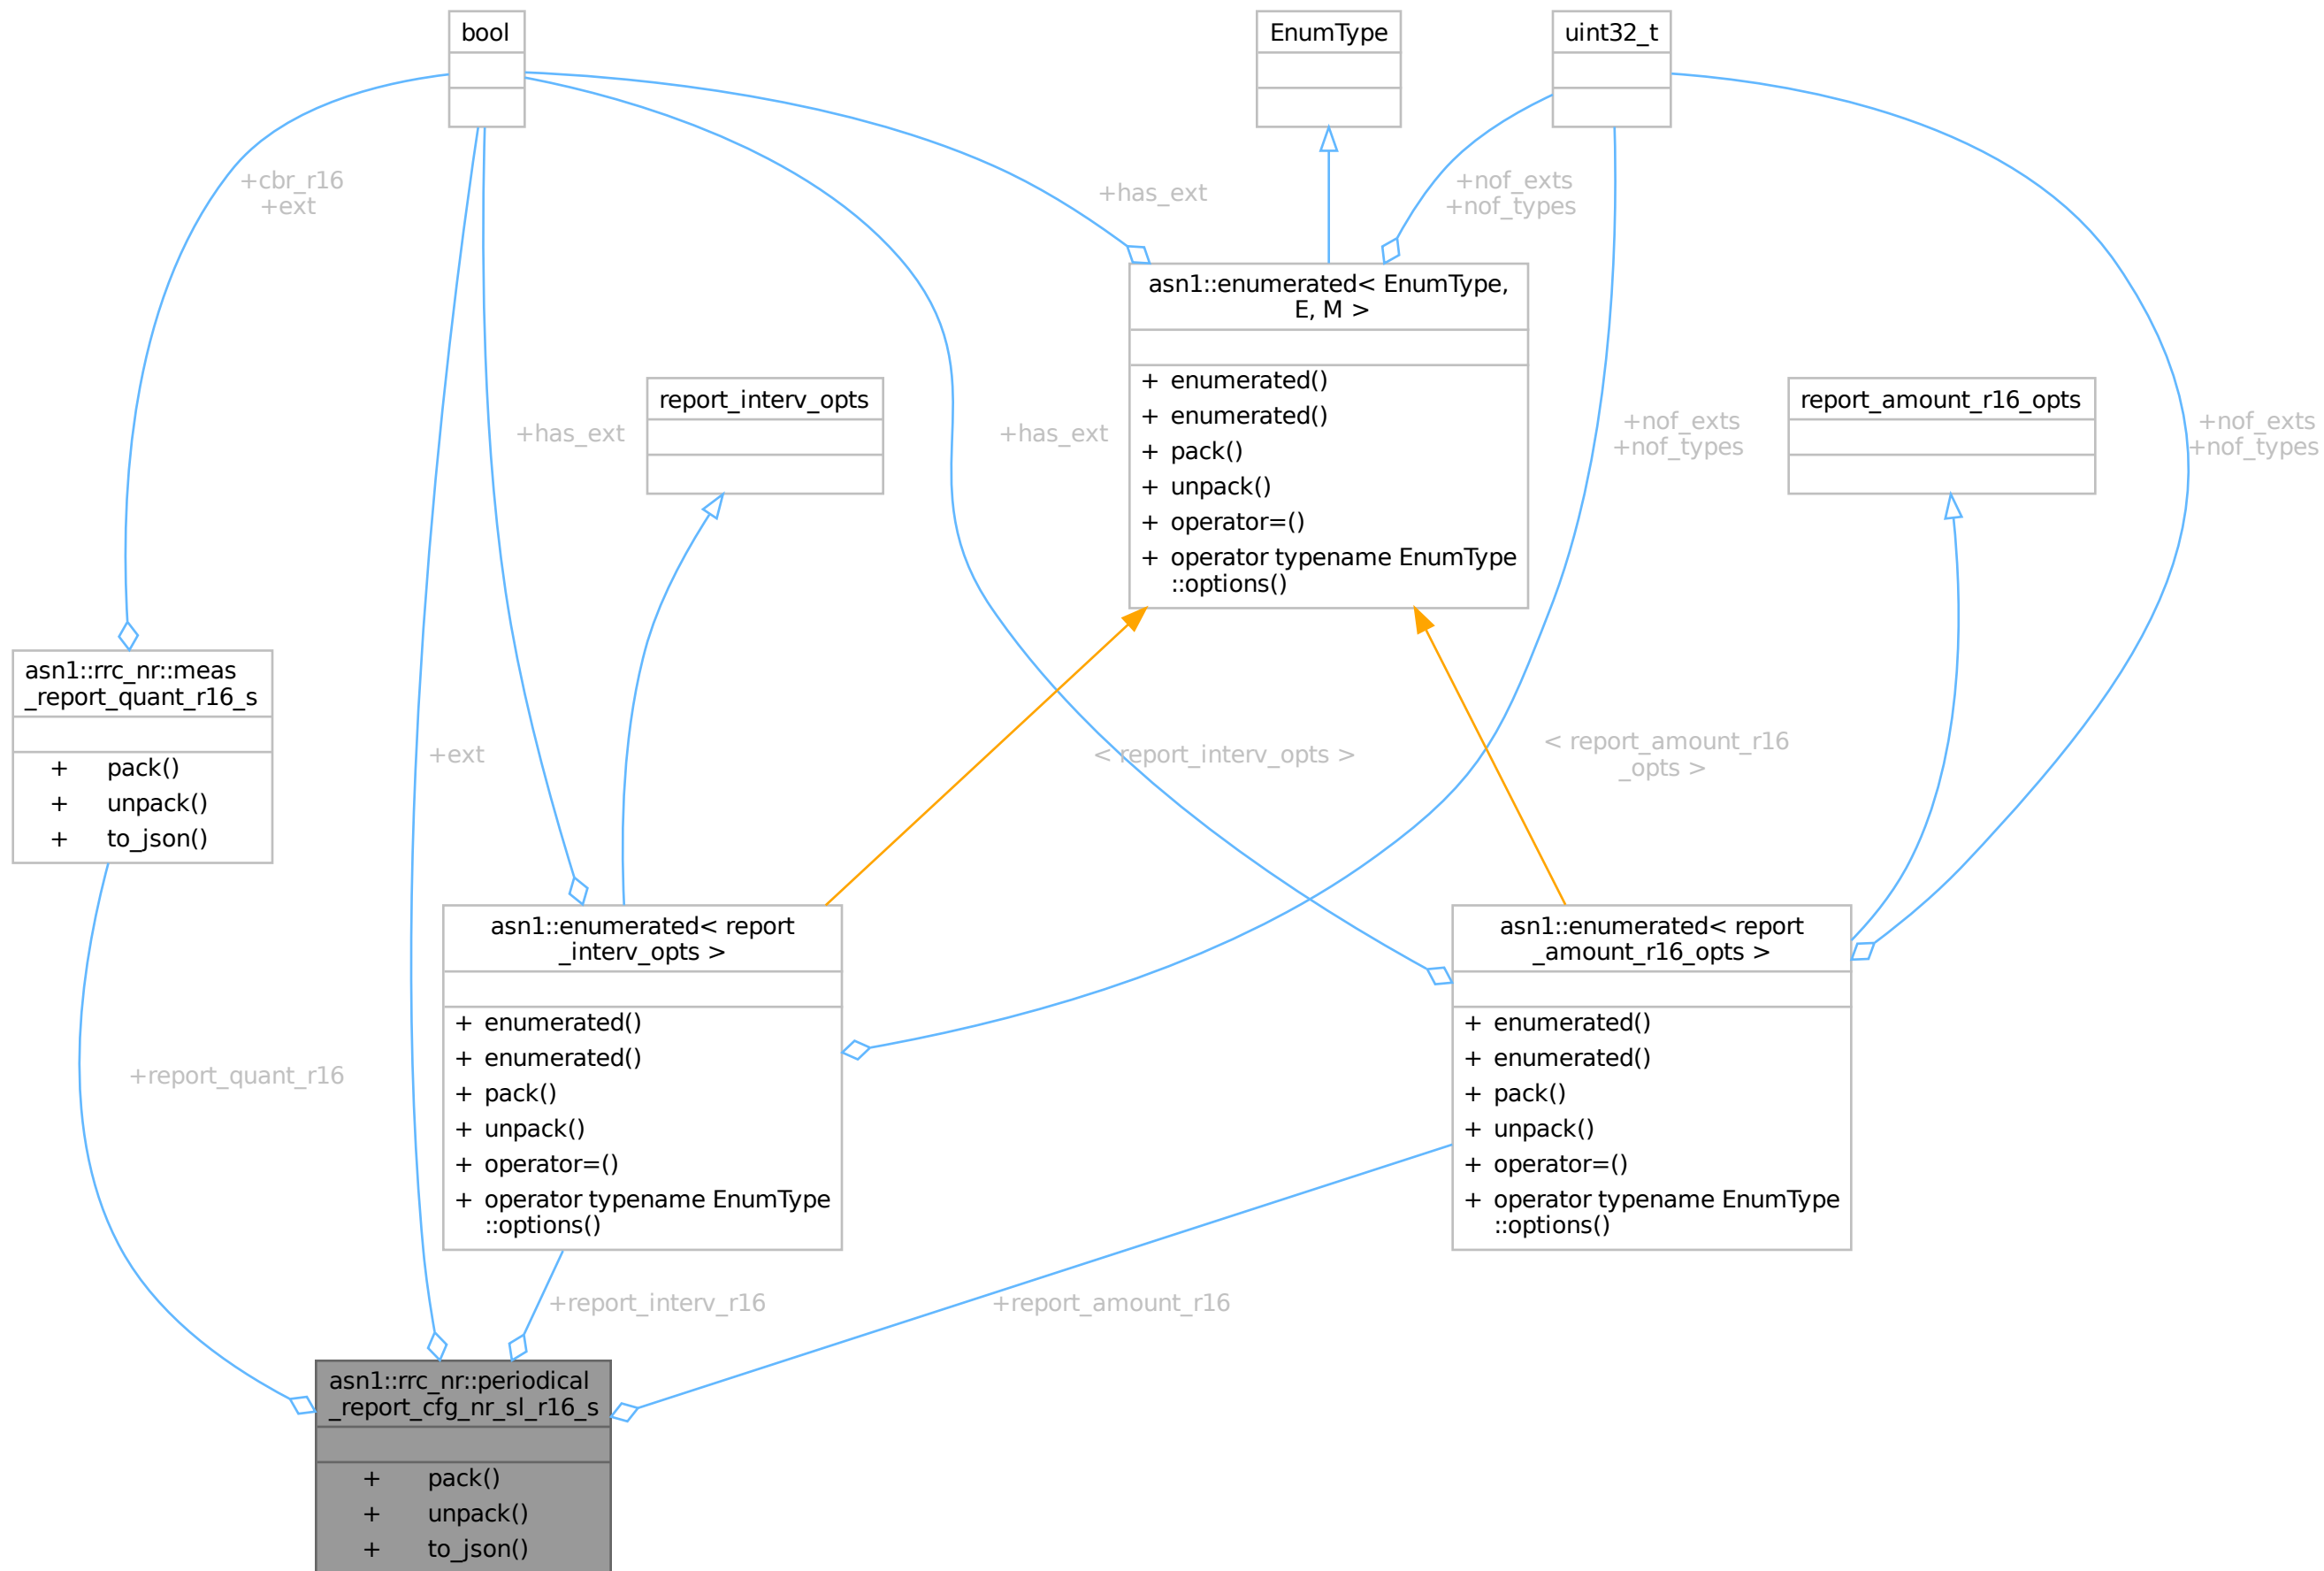 bool
EnumType
uint32_t
+cbr_r16
+ext
+has_ext
+nof_exts
+nof_types
asn1::enumerated< EnumType,
E, M >
+ enumerated()
+ enumerated()
+ pack()
+ unpack()
+ operator=()
+ operator typename EnumType
::options()
report_interv_opts
report_amount_r16_opts
+has_ext
+has_ext
+nof_exts
+nof_types
+nof_exts
+nof_types
asn1::rrc_nr::meas
_report_quant_r16_s
+ pack()
+ unpack()
+ to_json()
+ext
< report_interv_opts >
< report_amount_r16
_opts >
asn1::enumerated< report
_interv_opts >
+ enumerated()
+ enumerated()
+ pack()
+ unpack()
+ operator=()
+ operator typename EnumType
::options()
asn1::enumerated< report
_amount_r16_opts >
+ enumerated()
+ enumerated()
+ pack()
+ unpack()
+ operator=()
+ operator typename EnumType
::options()
+report_quant_r16
+report_interv_r16
+report_amount_r16
asn1::rrc_nr::periodical
_report_cfg_nr_sl_r16_s
+ pack()
+ unpack()
+ to_json()